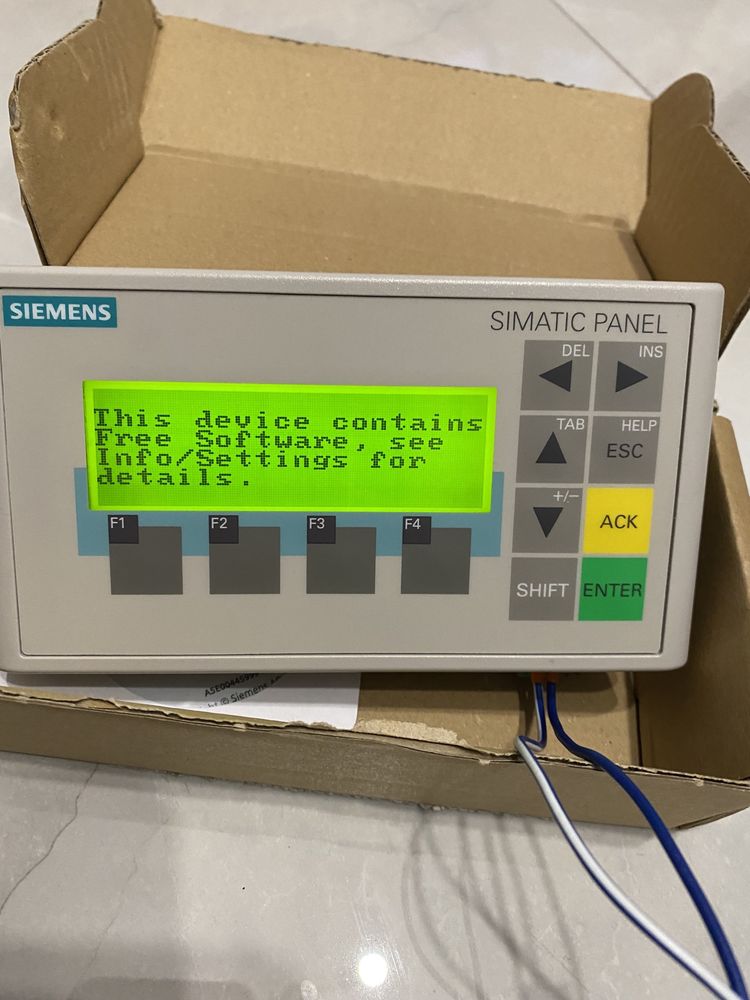 SIEMENS
SIMATIC PANEL
DEL
INS
TAB
HELP
ESC
+/-
ACK
SHIFT
ENTER
This device contains
Free Software, see
Info/Settings for
details.
F1
F2
F3
F4
© Siemens